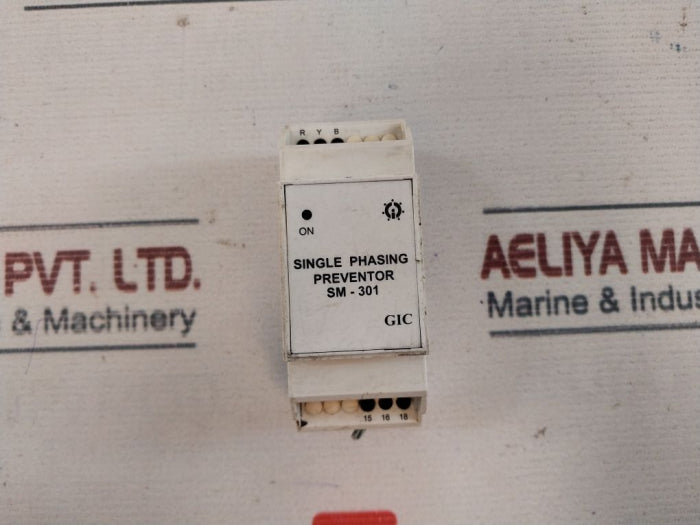 R Y B
ON
SINGLE PHASING
PREVENTOR
SM - 301
GIC
15 16 18
PVT. LTD.
& Machinery
AELIYA MA
Marine & Indus